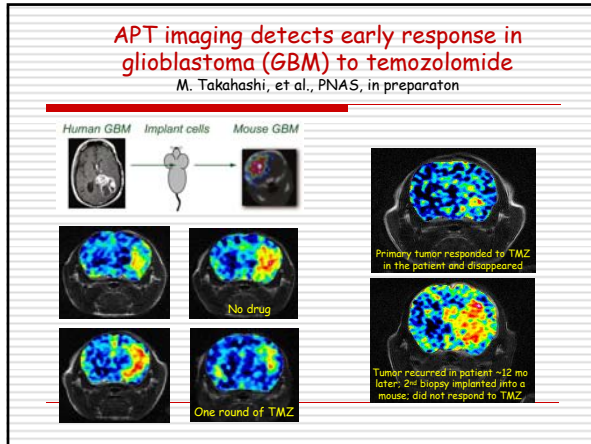 APT imaging detects early response in
glioblastoma (GBM) to temozolomide
M. Takahashi, et al., PNAS, in preparaton
Human GBM
Implant cells
Mouse GBM
No drug
One round of TMZ
Primary tumor responded to TMZ
in the patient and disappeared
Tumor recurred in patient ~12 mo
later; 2nd biopsy implanted into a
mouse; did not respond to TMZ